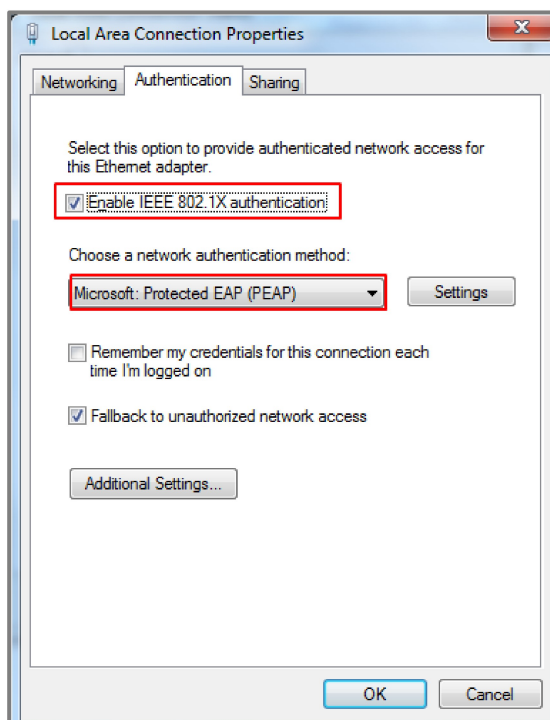 Local Area Connection Properties
Networking Authentication Sharing
Select this option to provide authenticated network access for
this Ethernet adapter.
Enable IEEE 802.1X authentication
Choose a network authentication method:
Microsoft: Protected EAP (PEAP) Settings
Remember my credentials for this connection each
time I'm logged on
Fallback to unauthorized network access
Additional Settings...
OK Cancel